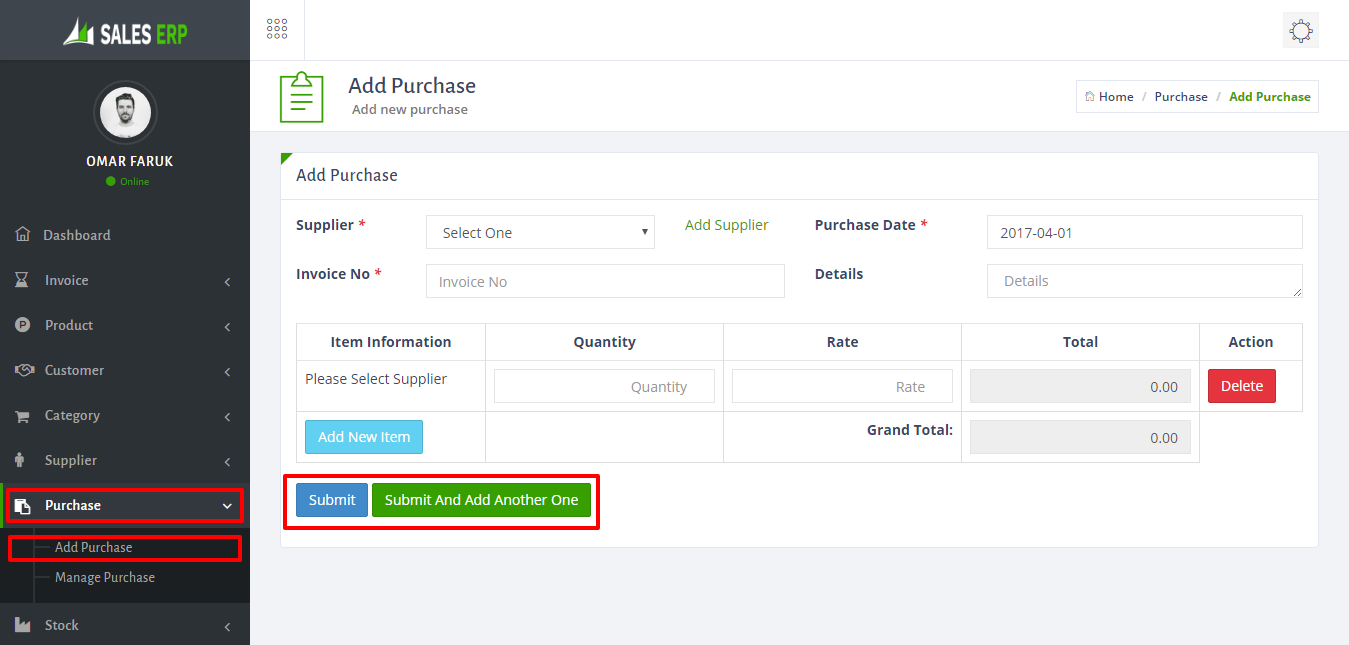 SALES ERP
OMAR FARUK
Online
Dashboard
Invoice
Product
Customer
Category
Supplier
Purchase
Add Purchase
Manage Purchase
Stock
Add Purchase
Add new purchase
Home / Purchase / Add Purchase
Add Purchase
Supplier * Select One Add Supplier Purchase Date * 2017-04-01
Invoice No * Invoice No Details Details
Item Information Quantity Rate Total Action
Please Select Supplier Quantity Rate 0.00 Delete
Add New Item Grand Total: 0.00
Submit Submit And Add Another One